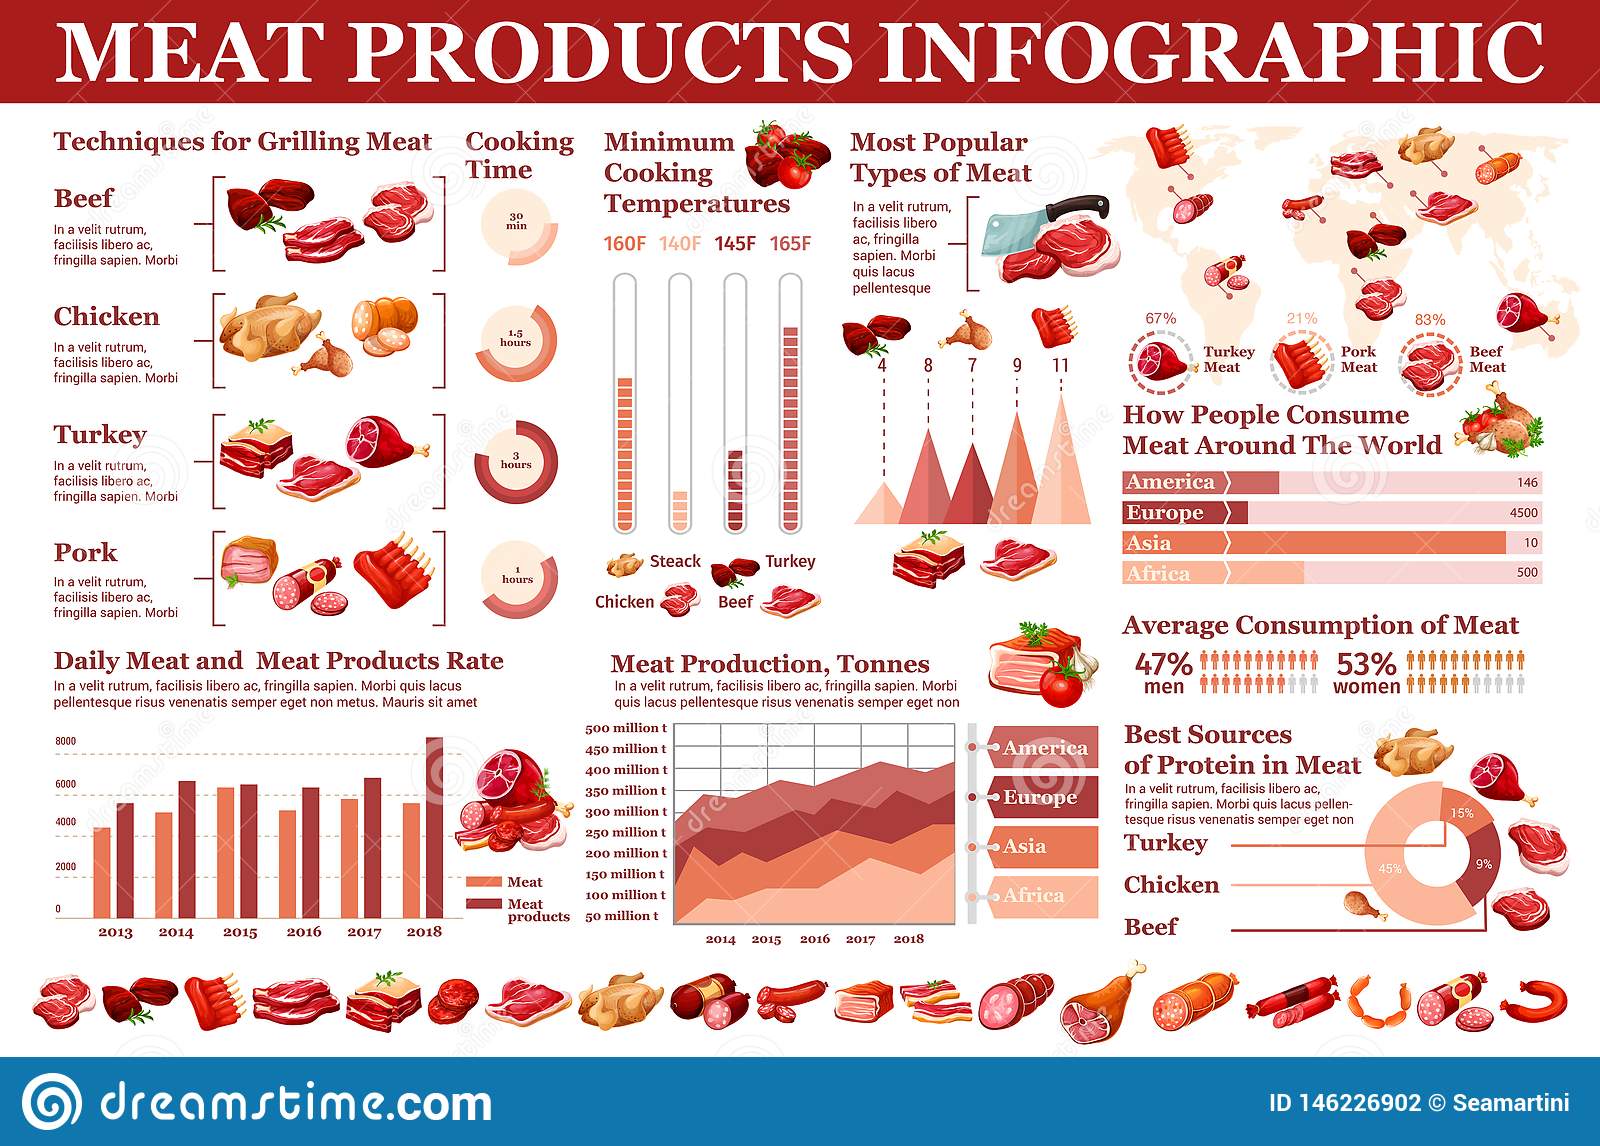 MEAT PRODUCTS INFOGRAPHIC
Techniques for Grilling Meat
Cooking
Time
Beef
In a velit rutrum,
facilisis libero ac,
fringilla sapien. Morbi
30
min
Chicken
In a velit rutrum,
facilisis libero ac,
fringilla sapien. Morbi
1.5
hours
Turkey
In a velit rutrum,
facilisis libero ac,
fringilla sapien. Morbi
3
hours
Pork
In a velit rutrum,
facilisis libero ac,
fringilla sapien. Morbi
1
hours
Minimum
Cooking
Temperatures
160F 140F 145F 165F
Steack
Turkey
Chicken
Beef
Most Popular
Types of Meat
In a velit rutrum,
facilisis libero
ac, fringilla
sapien. Morbi
quis lacus
pellentesque
4 8 7 9 11
67%
Turkey
Meat
21%
Pork
Meat
83%
Beef
Meat
How People Consume
Meat Around The World
America 146
Europe 4500
Asia 10
Africa 500
Average Consumption of Meat
47%
men
53%
women
Daily Meat and Meat Products Rate
In a velit rutrum, facilisis libero ac, fringilla sapien. Morbi quis lacus
pellentesque risus venenatis semper eget non metus. Mauris sit amet
8000
6000
4000
2000
0
2013 2014 2015 2016 2017 2018
Meat
Meat
products
Meat Production, Tonnes
In a velit rutrum, facilisis libero ac, fringilla sapien. Morbi
quis lacus pellentesque risus venenatis semper eget non
500 million t
450 million t
400 million t
350 million t
300 million t
250 million t
200 million t
150 million t
100 million t
50 million t
2014 2015 2016 2017 2018
America
Europe
Asia
Africa
Best Sources
of Protein in Meat
In a velit rutrum, facilisis libero ac,
fringilla sapien. Morbi quis lacus pellen-
tesque risus venenatis semper eget non
Turkey
Chicken
Beef
15%
9%
45%
dreamstime.com
ID 146226902 © Seamartini